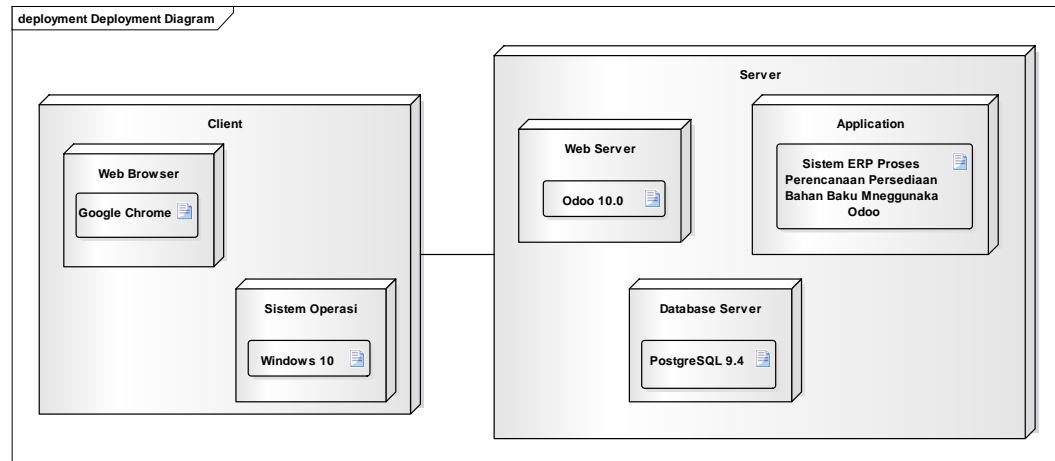 deployment Deployment Diagram
Client
Web Browser
Google Chrome
Sistem Operasi
Windows 10
Server
Web Server
Odoo 10.0
Application
Sistem ERP Proses
Perencanaan Persediaan
Bahan Baku Mneggunaka
Odoo
Database Server
PostgreSQL 9.4